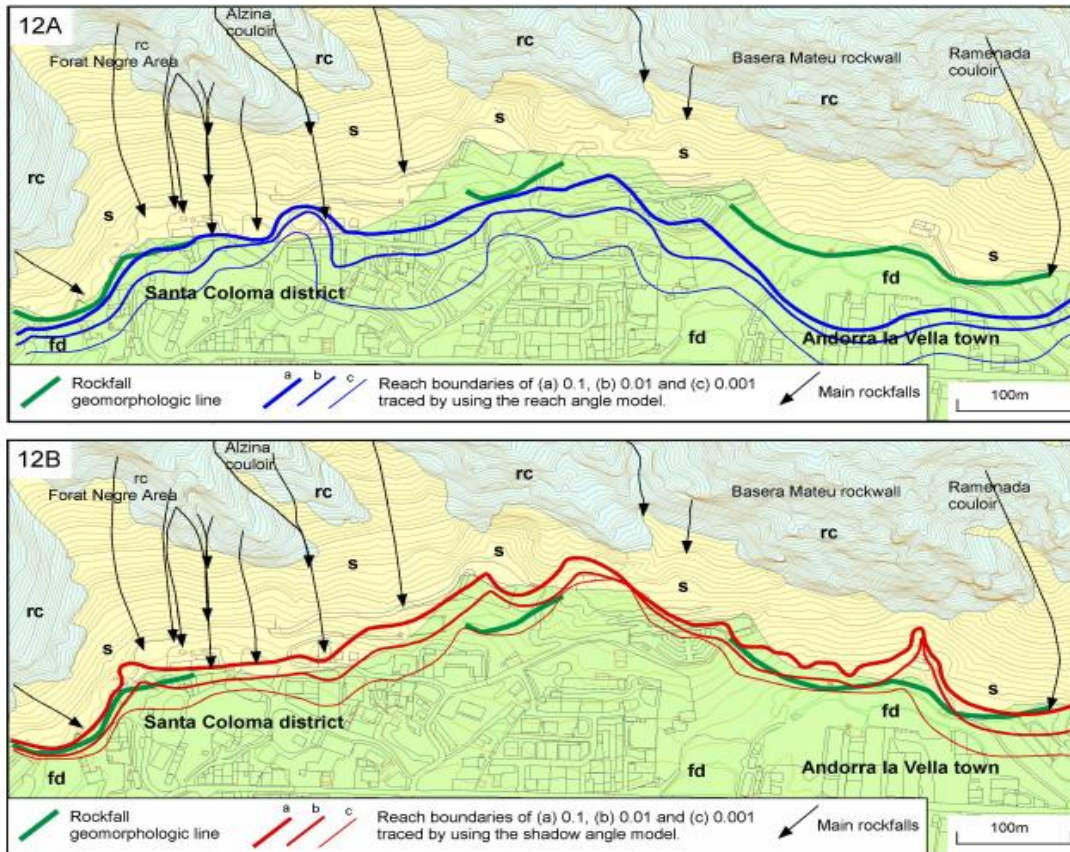 12A
Alzina
couloir
rc
Forat Negre Area
rc
rc
Basera Mateu rockwall
Ramenada
couloir
rc
s
s
s
rc
s
s
fd
Santa Coloma district
fd
fd
Andorra la Vella town
Rockfall
geomorphologic line
a b c
Reach boundaries of (a) 0.1, (b) 0.01 and (c) 0.001
traced by using the reach angle model.
Main rockfalls
100m
12B
Alzina
couloir
rc
Forat Negre Area
rc
rc
Basera Mateu rockwall
Ramenada
couloir
rc
s
s
s
rc
s
s
fd
Santa Coloma district
fd
fd
Andorra la Vella town
Rockfall
geomorphologic line
a b c
Reach boundaries of (a) 0.1, (b) 0.01 and (c) 0.001
traced by using the shadow angle model.
Main rockfalls
100m